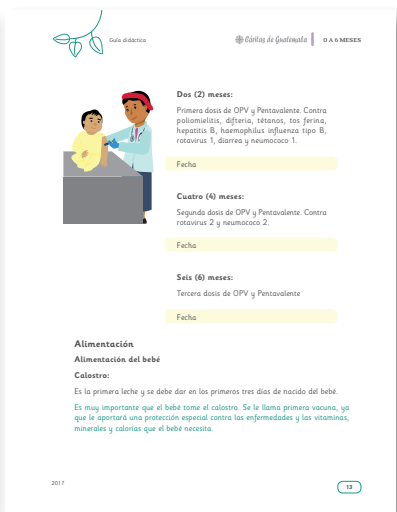 Guía didáctica
Cáritas de Guatemala
0 A 6 MESES
Dos (2) meses:
Primera dosis de OPV y Pentavalente. Contra
poliomielitis, difteria, tétanos, tos ferina,
hepatitis B, haemophilus influenza tipo B,
rotavirus 1, diarrea y neumococo 1.
Fecha
Cuatro (4) meses:
Segunda dosis de OPV y Pentavalente. Contra
rotavirus 2 y neumococo 2.
Fecha
Seis (6) meses:
Tercera dosis de OPV y Pentavalente
Fecha
Alimentación
Alimentación del bebé
Calostro:
Es la primera leche y se debe dar en los primeros tres días de nacido del bebé.
Es muy importante que el bebé tome el calostro. Se le llama primera vacuna, ya
que le aportará una protección especial contra las enfermedades y las vitaminas,
minerales y calorías que el bebé necesita.
2017
13